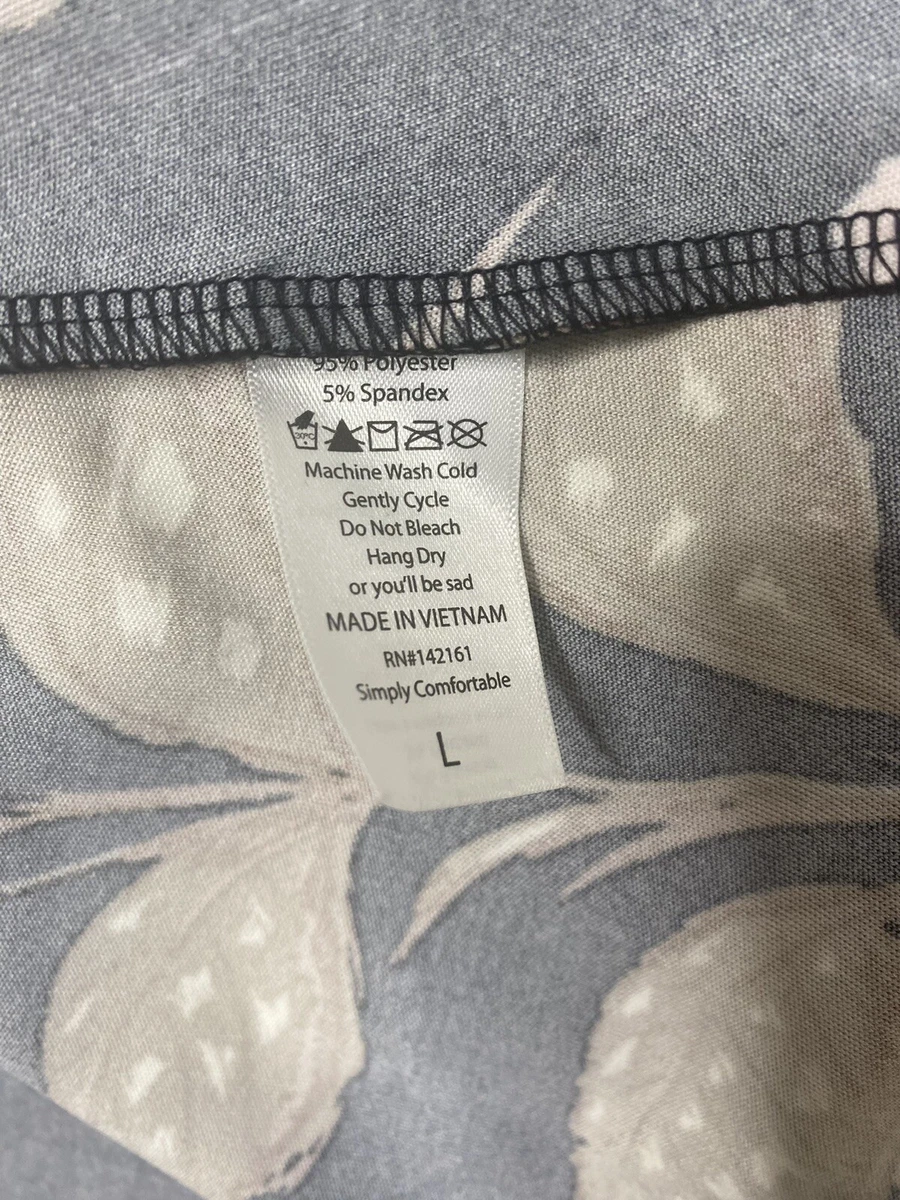 95% Polyester
5% Spandex
30°C
Machine Wash Cold
Gently Cycle
Do Not Bleach
Hang Dry
or you'll be sad
MADE IN VIETNAM
RN#142161
Simply Comfortable
L